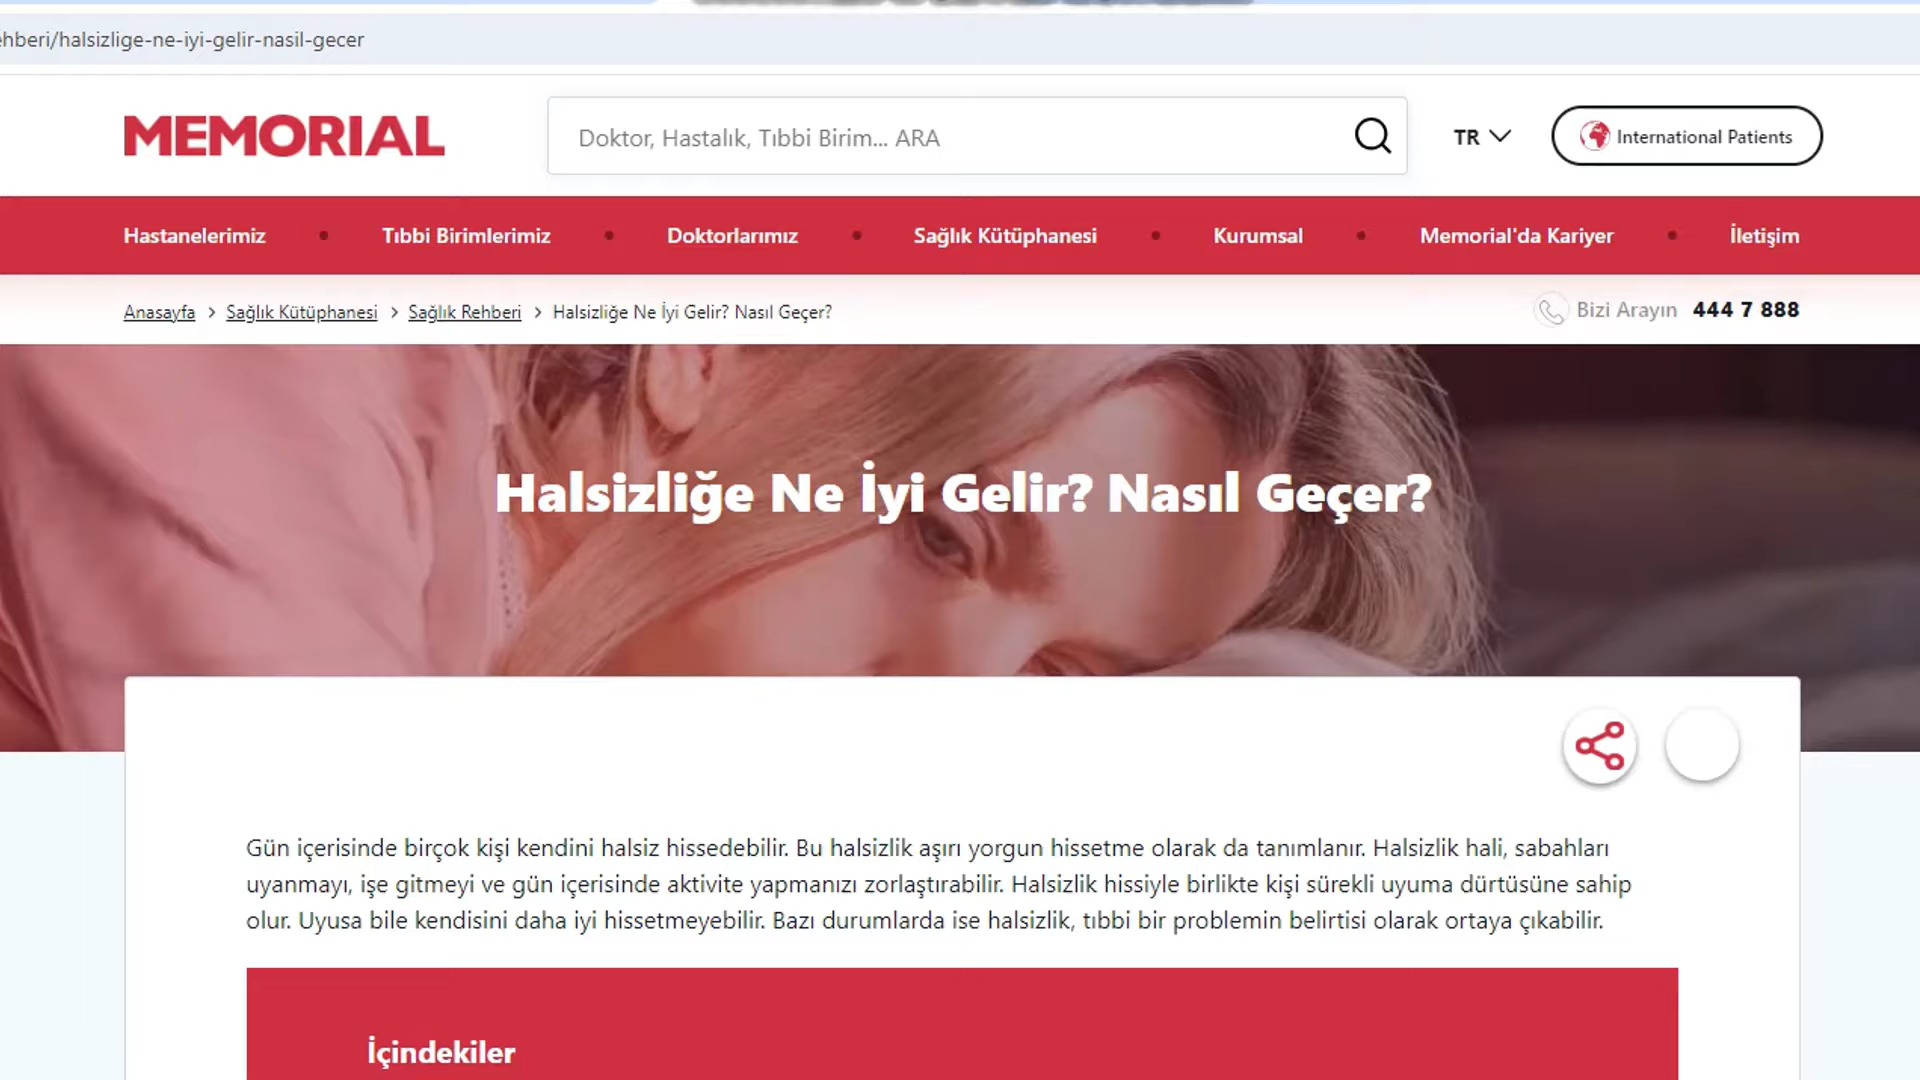 hberi/halsizlige-ne-iyi-gelir-nasil-gecer
MEMORIAL
Doktor, Hastalık, Tıbbi Birim... ARA
TR
International Patients
Hastanelerimiz
Tıbbi Birimlerimiz
Doktorlarımız
Sağlık Kütüphanesi
Kurumsal
Memorial'da Kariyer
İletişim
Anasayfa > Sağlık Kütüphanesi > Sağlık Rehberi > Halsizliğe Ne İyi Gelir? Nasıl Geçer?
Bizi Arayın 444 7 888
Halsizliğe Ne İyi Gelir? Nasıl Geçer?
Gün içerisinde birçok kişi kendini halsiz hissedebilir. Bu halsizlik aşırı yorgun hissetme olarak da tanımlanır. Halsizlik hali, sabahları
uyanmayı, işe gitmeyi ve gün içerisinde aktivite yapmanızı zorlaştırabilir. Halsizlik hissiyle birlikte kişi sürekli uyuma dürtüsüne sahip
olur. Uyusa bile kendisini daha iyi hissetmeyebilir. Bazı durumlarda ise halsizlik, tıbbi bir problemin belirtisi olarak ortaya çıkabilir.
İçindekiler